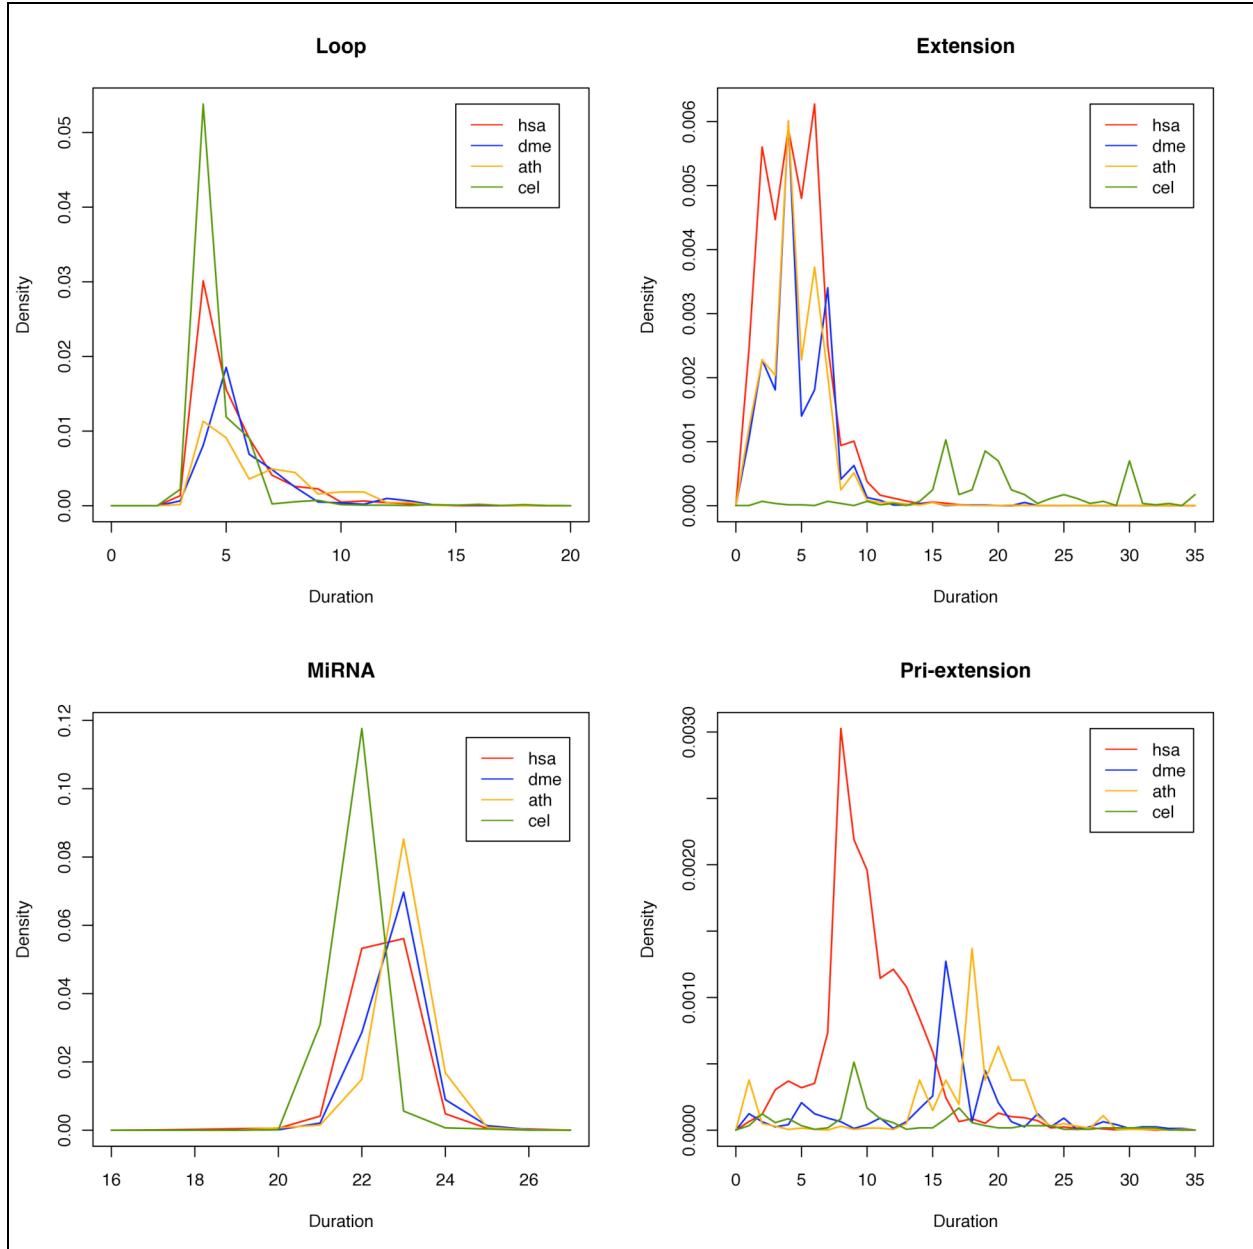 Loop
0.00 0.01 0.02 0.03 0.04 0.05
Density
hsa
dme
ath
cel
0 5 10 15 20
Duration
Extension
0.000 0.001 0.002 0.003 0.004 0.005 0.006
Density
hsa
dme
ath
cel
0 5 10 15 20 25 30 35
Duration
MiRNA
0.00 0.02 0.04 0.06 0.08 0.10 0.12
Density
hsa
dme
ath
cel
16 18 20 22 24 26
Duration
Pri-extension
0.0000 0.0010 0.0020 0.0030
Density
hsa
dme
ath
cel
0 5 10 15 20 25 30 35
Duration